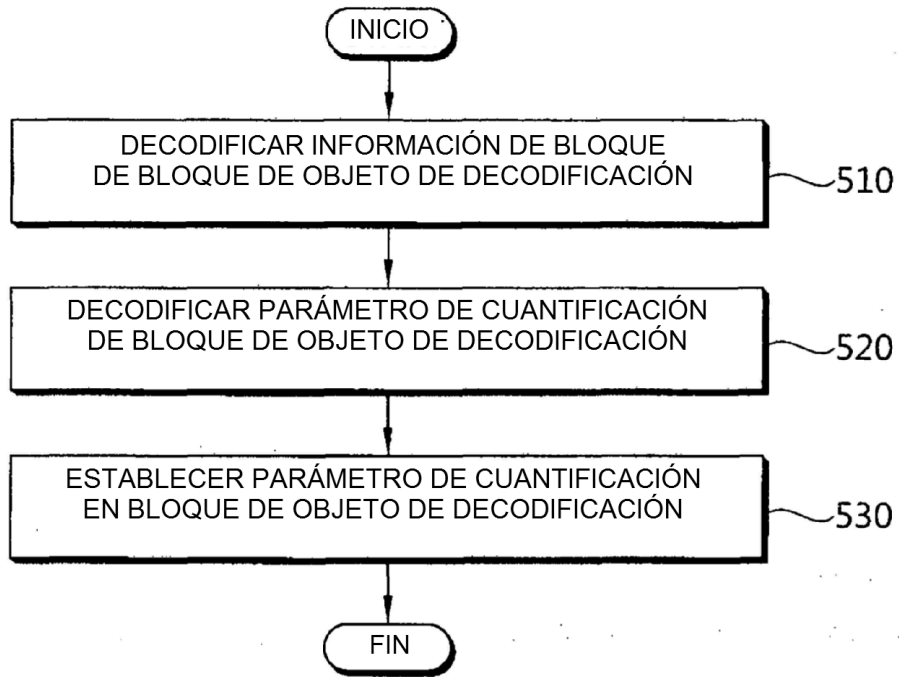 INICIO
DECODIFICAR INFORMACIÓN DE BLOQUE
DE BLOQUE DE OBJETO DE DECODIFICACIÓN
510
DECODIFICAR PARÁMETRO DE CUANTIFICACIÓN
DE BLOQUE DE OBJETO DE DECODIFICACIÓN
520
ESTABLECER PARÁMETRO DE CUANTIFICACIÓN
EN BLOQUE DE OBJETO DE DECODIFICACIÓN
530
FIN